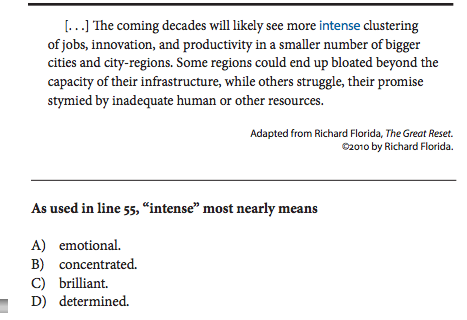 [. . .] The coming decades will likely see more intense clustering
of jobs, innovation, and productivity in a smaller number of bigger
cities and city-regions. Some regions could end up bloated beyond the
capacity of their infrastructure, while others struggle, their promise
stymied by inadequate human or other resources.
Adapted from Richard Florida, The Great Reset.
©2010 by Richard Florida.
As used in line 55, “intense” most nearly means
A) emotional.
B) concentrated.
C) brilliant.
D) determined.